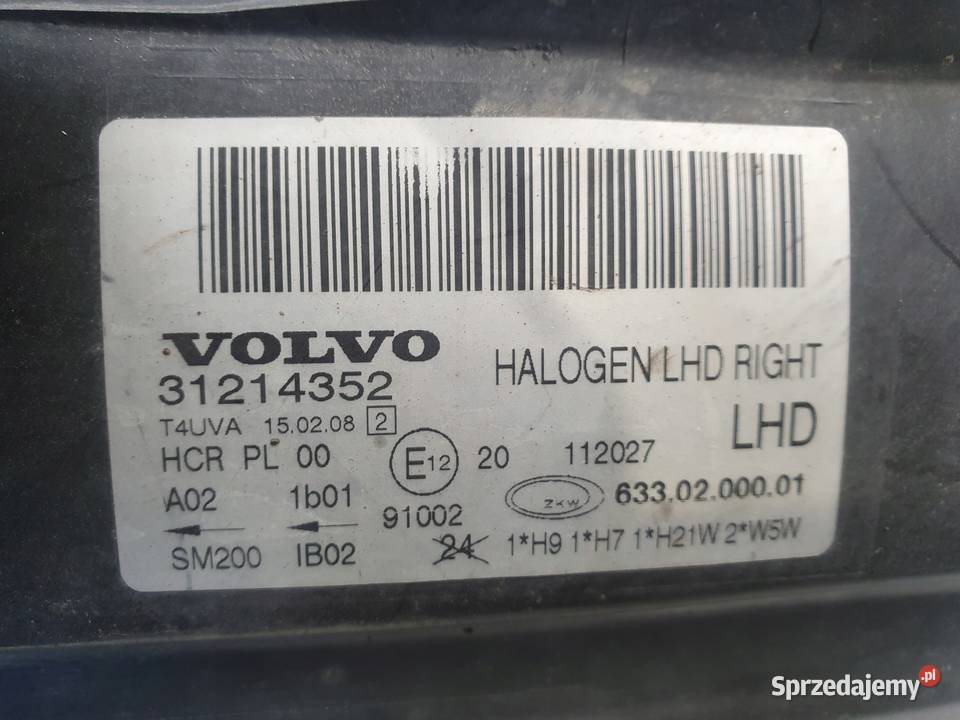 VOLVO
31214352
HALOGEN LHD RIGHT
T4UVA 15.02.08 2
LHD
HCR PL 00 E12 20 112027
A02 1b01 91002 ZKW 633.02.000.01
SM200 IB02 24 1*H9 1*H7 1*H21W 2*W5W
Sprzedajemy.pl